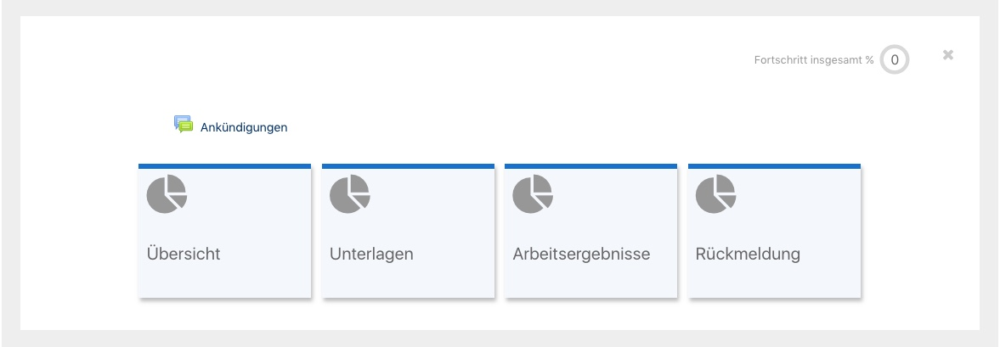 Fortschritt insgesamt % 0
Ankündigungen
Übersicht
Unterlagen
Arbeitsergebnisse
Rückmeldung